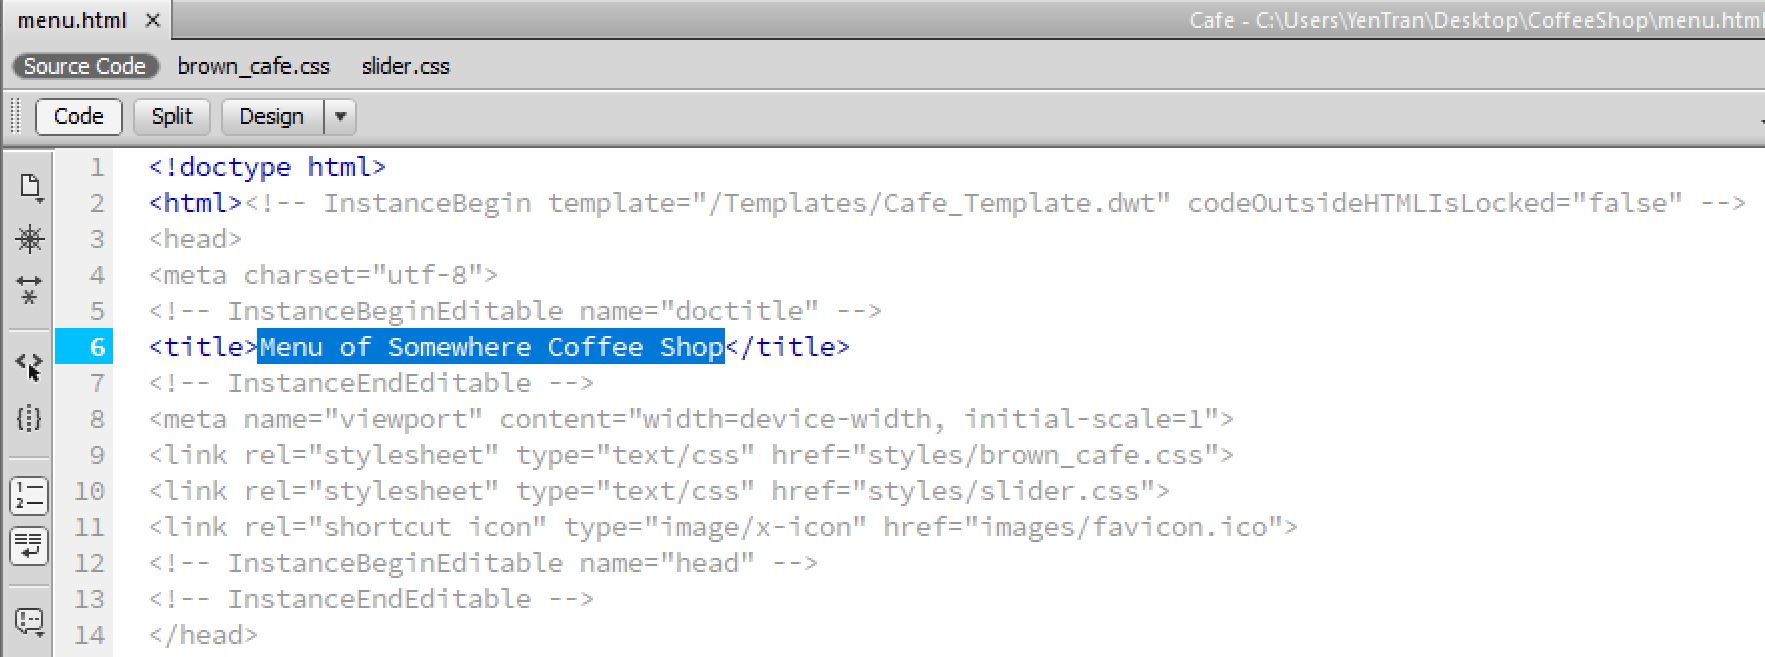 menu.html ×
Cafe - C:\Users\YenTran\Desktop\CoffeeShop\menu.html
Source Code brown_cafe.css slider.css
Code Split Design
1 <!doctype html>
2 <html><!-- InstanceBegin template="/Templates/Cafe_Template.dwt" codeOutsideHTMLIsLocked="false" -->
3 <head>
4 <meta charset="utf-8">
5 <!-- InstanceBeginEditable name="doctitle" -->
6 <title>Menu of Somewhere Coffee Shop</title>
7 <!-- InstanceEndEditable -->
8 <meta name="viewport" content="width=device-width, initial-scale=1">
9 <link rel="stylesheet" type="text/css" href="styles/brown_cafe.css">
10 <link rel="stylesheet" type="text/css" href="styles/slider.css">
11 <link rel="shortcut icon" type="image/x-icon" href="images/favicon.ico">
12 <!-- InstanceBeginEditable name="head" -->
13 <!-- InstanceEndEditable -->
14 </head>